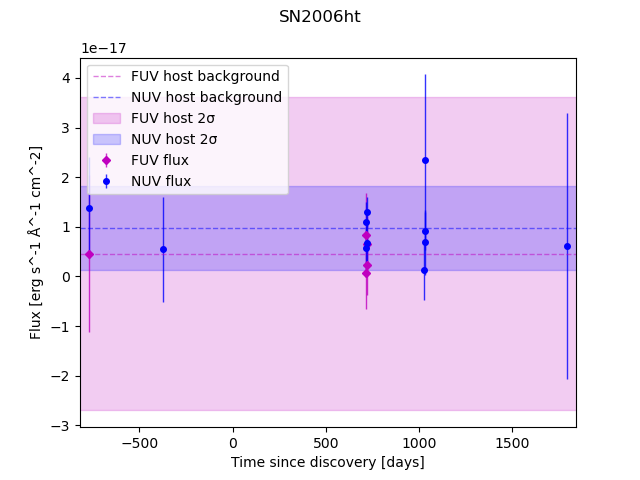 SN2006ht
1e−17
FUV host background
NUV host background
FUV host 2σ
NUV host 2σ
FUV flux
NUV flux
4
3
2
1
0
−1
−2
−3
Flux [erg s^-1 Å^-1 cm^-2]
−500 0 500 1000 1500
Time since discovery [days]